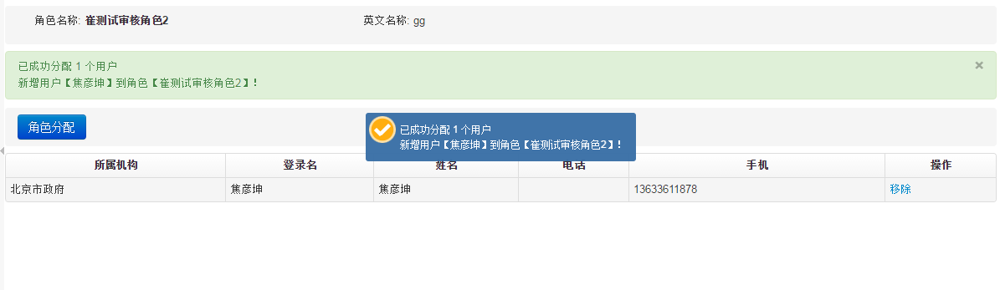 角色名称: 崔测试审核角色2 英文名称: gg
已成功分配 1 个用户
新增用户【焦彦坤】到角色【崔测试审核角色2】!
角色分配
已成功分配 1 个用户
新增用户【焦彦坤】到角色【崔测试审核角色2】!
所属机构 登录名 姓名 电话 手机 操作
北京市政府 焦彦坤 焦彦坤 13633611878 移除